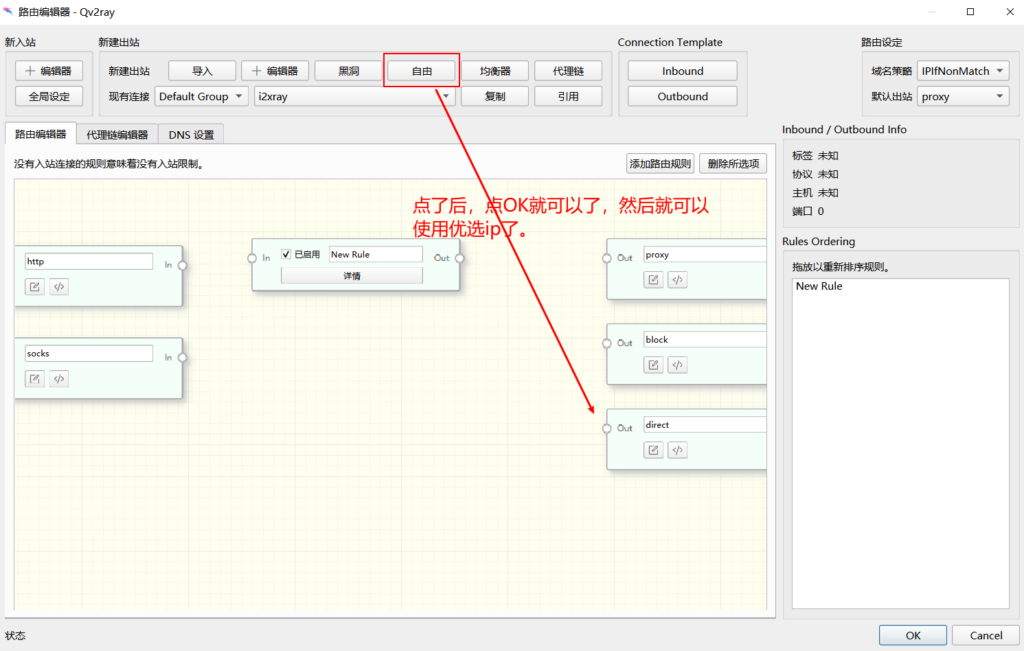 路由编辑器 - Qv2ray
新入站
＋ 编辑器
全局设定
新建出站
新建出站 导入 ＋ 编辑器 黑洞 自由 均衡器 代理链
现有连接 Default Group i2xray 复制 引用
Connection Template
Inbound
Outbound
路由设定
域名策略 IPIfNonMatch
默认出站 proxy
路由编辑器 代理链编辑器 DNS 设置
没有入站连接的规则意味着没有入站限制。
添加路由规则 删除所选项
点了后，点OK就可以了，然后就可以
使用优选ip了。
http In
socks In
In 已启用 New Rule Out
详情
Out proxy
Out block
Out direct
Inbound / Outbound Info
标签 未知
协议 未知
主机 未知
端口 0
Rules Ordering
拖放以重新排序规则。
New Rule
状态
OK Cancel